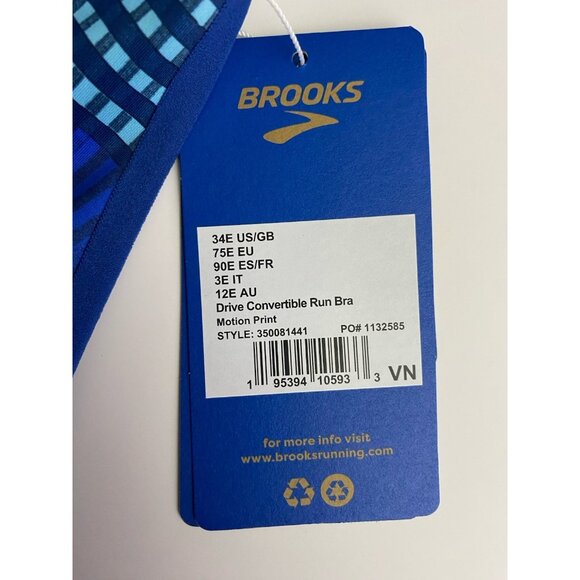 BROOKS
34E US/GB
75E EU
90E ES/FR
3E IT
12E AU
Drive Convertible Run Bra
Motion Print
STYLE: 350081441 PO# 1132585
1 95394 10593 3 VN
for more info visit
www.brooksrunning.com